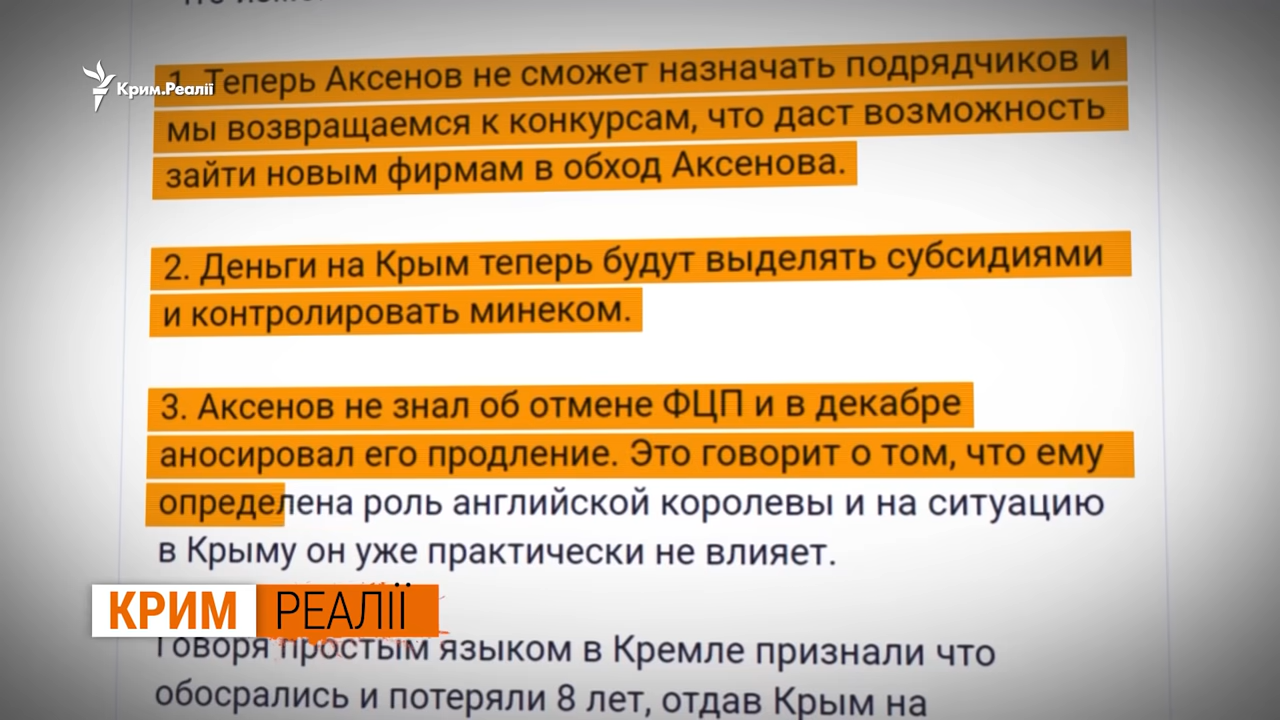 Крим.Реалії
1. Теперь Аксенов не сможет назначать подрядчиков и
мы возвращаемся к конкурсам, что даст возможность
зайти новым фирмам в обход Аксенова.
2. Деньги на Крым теперь будут выделять субсидиями
и контролировать минеком.
3. Аксенов не знал об отмене ФЦП и в декабре
аносировал его продление. Это говорит о том, что ему
определена роль английской королевы и на ситуацию
в Крыму он уже практически не влияет.
КРИМ РЕАЛІЇ
Говоря простым языком в Кремле признали что
обосрались и потеряли 8 лет, отдав Крым на